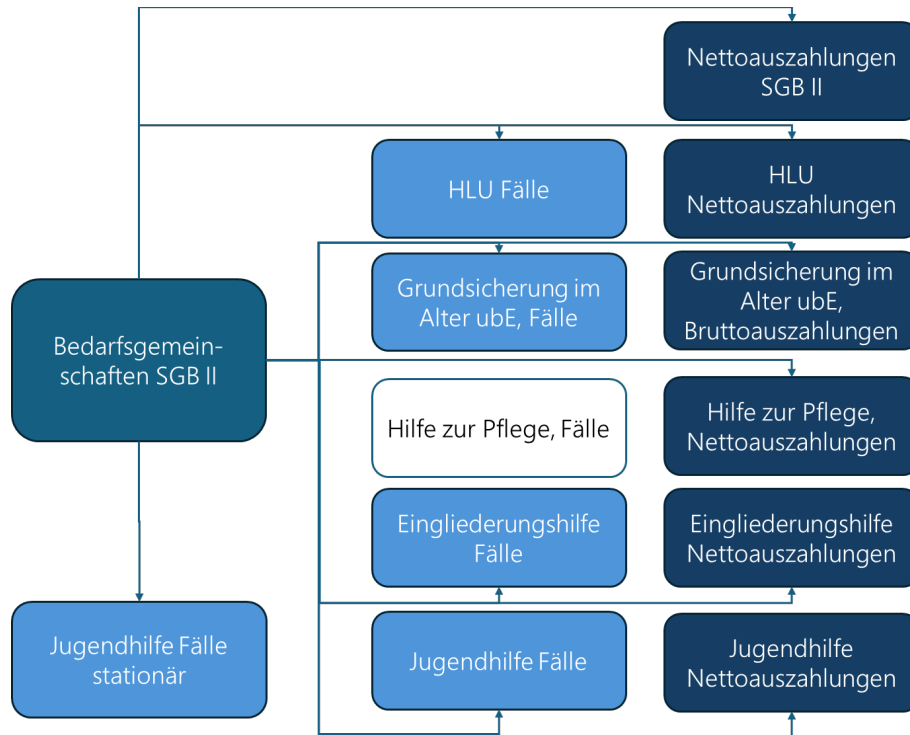 Nettoauszahlungen
SGB II
HLU Fälle
HLU
Nettoauszahlungen
Grundsicherung im
Alter ubE, Fälle
Grundsicherung im
Alter ubE,
Bruttoauszahlungen
Bedarfsgemein-
schaften SGB II
Hilfe zur Pflege, Fälle
Hilfe zur Pflege,
Nettoauszahlungen
Eingliederungshilfe
Fälle
Eingliederungshilfe
Nettoauszahlungen
Jugendhilfe Fälle
stationär
Jugendhilfe Fälle
Jugendhilfe
Nettoauszahlungen